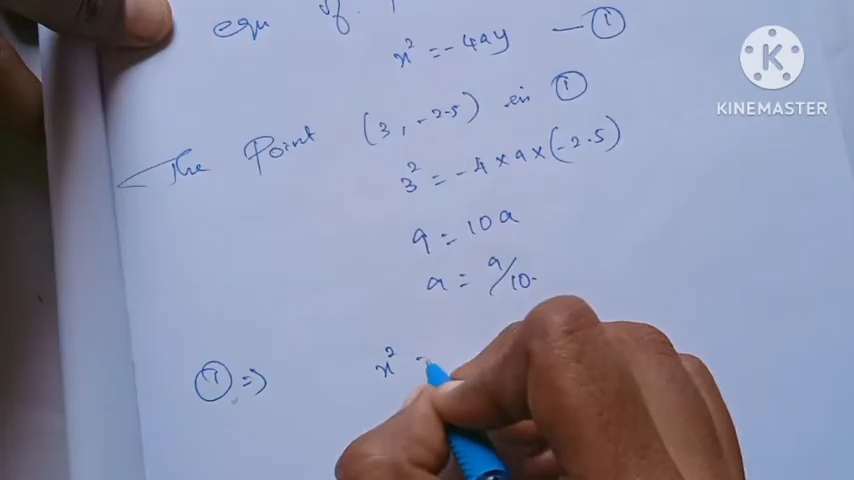 equ of
x² = -4ay — ①
The Point (3, -2.5) in ①
3² = -4 × a × (-2.5)
9 = 10a
a = 9/10.
① ⇒ x²
K
KINEMASTER